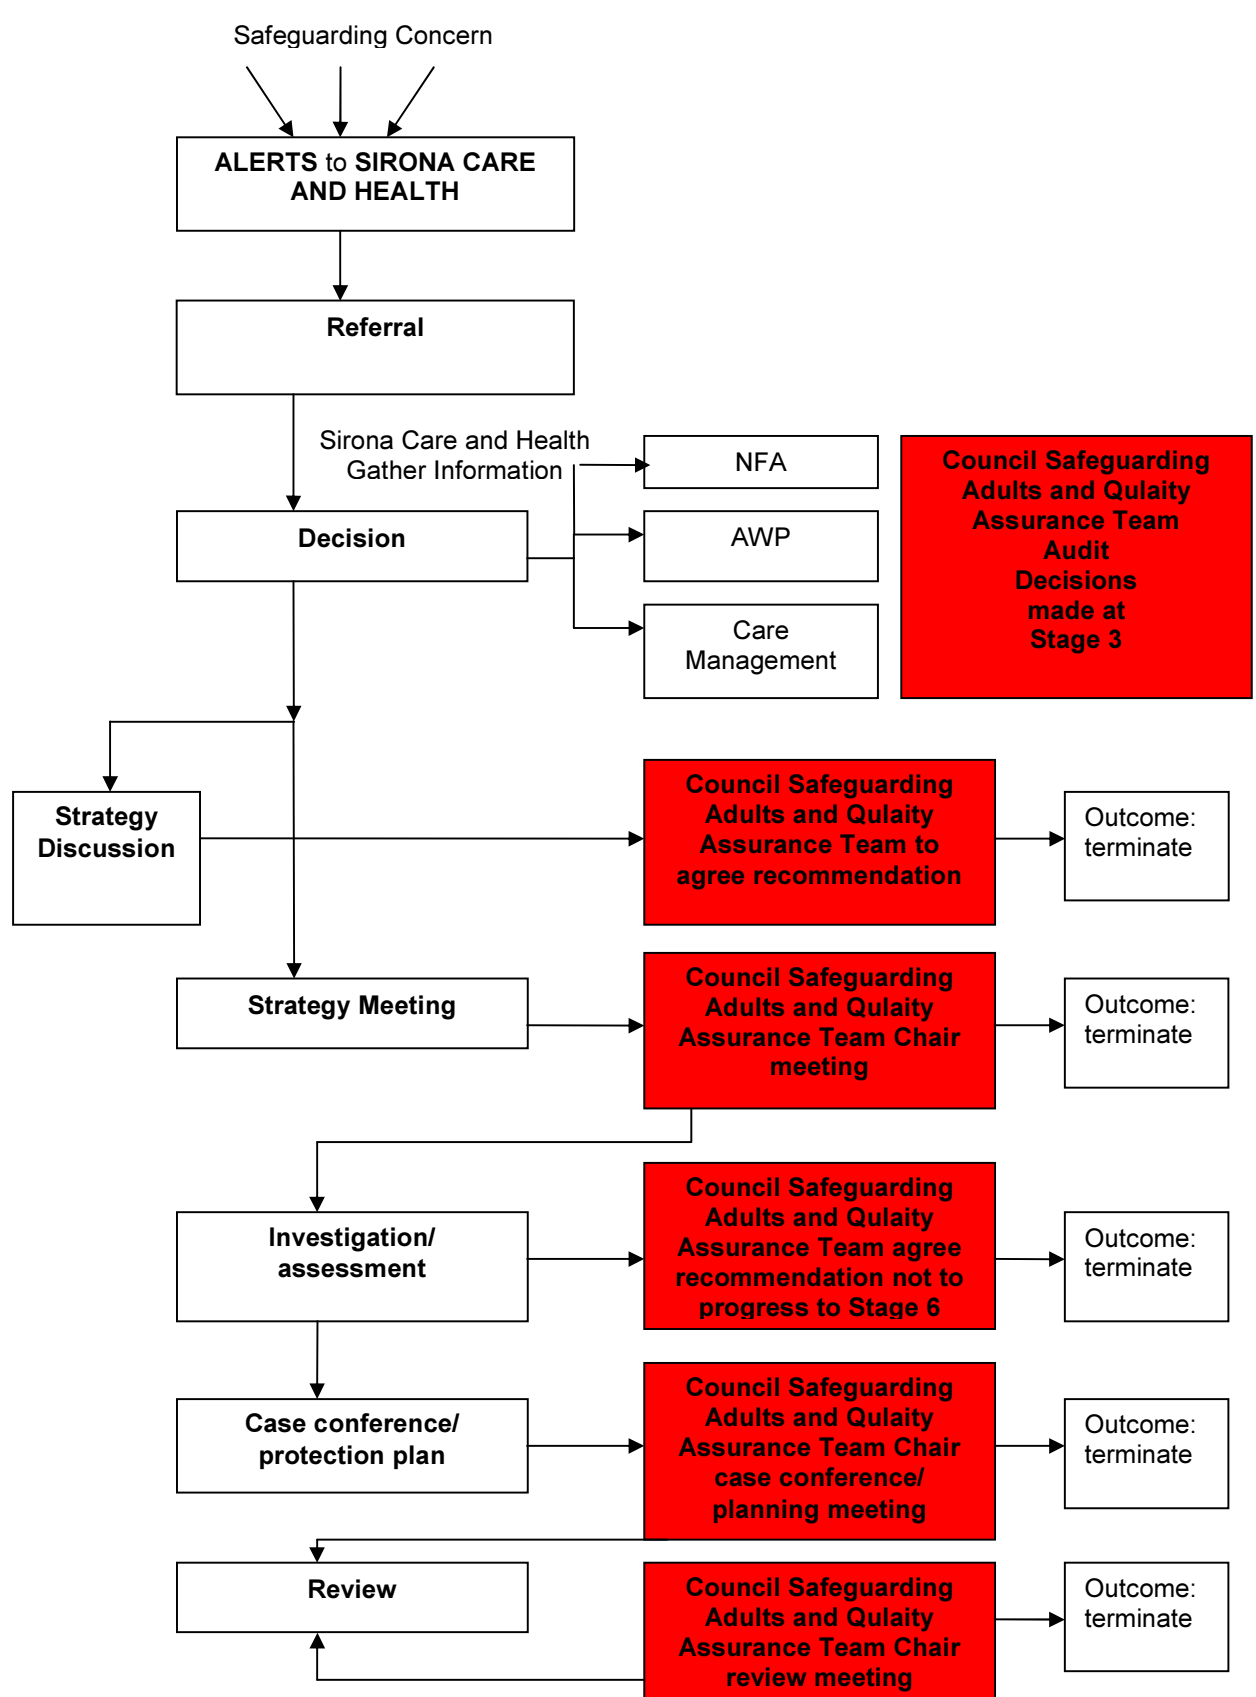 Safeguarding Concern
ALERTS to SIRONA CARE
AND HEALTH
Referral
Sirona Care and Health
Gather Information
NFA
Council Safeguarding
Adults and Qulaity
Assurance Team
Audit
Decisions
made at
Stage 3
Decision
AWP
Care
Management
Strategy
Discussion
Council Safeguarding
Adults and Qulaity
Assurance Team to
agree recommendation
Outcome:
terminate
Strategy Meeting
Council Safeguarding
Adults and Qulaity
Assurance Team Chair
meeting
Outcome:
terminate
Investigation/
assessment
Council Safeguarding
Adults and Qulaity
Assurance Team agree
recommendation not to
progress to Stage 6
Outcome:
terminate
Case conference/
protection plan
Council Safeguarding
Adults and Qulaity
Assurance Team Chair
case conference/
planning meeting
Outcome:
terminate
Review
Council Safeguarding
Adults and Qulaity
Assurance Team Chair
review meeting
Outcome:
terminate